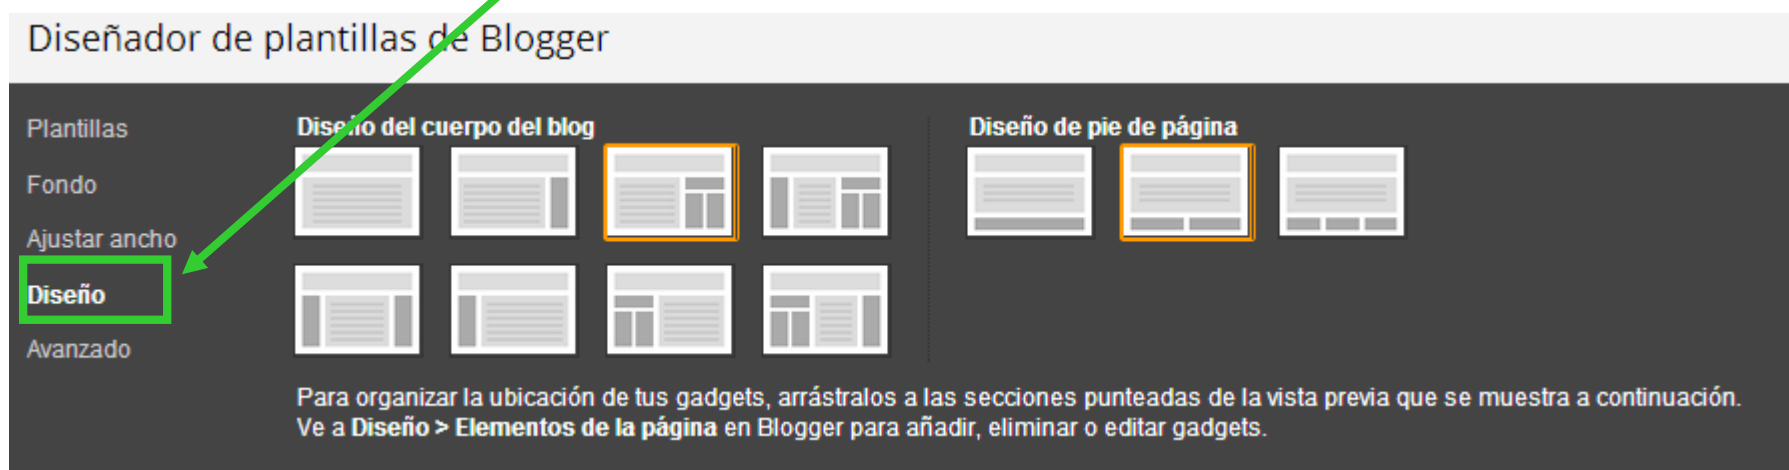 Diseñador de plantillas de Blogger
Plantillas
Fondo
Ajustar ancho
Diseño
Avanzado
Diseño del cuerpo del blog
Diseño de pie de página
Para organizar la ubicación de tus gadgets, arrástralos a las secciones punteadas de la vista previa que se muestra a continuación.
Ve a Diseño > Elementos de la página en Blogger para añadir, eliminar o editar gadgets.